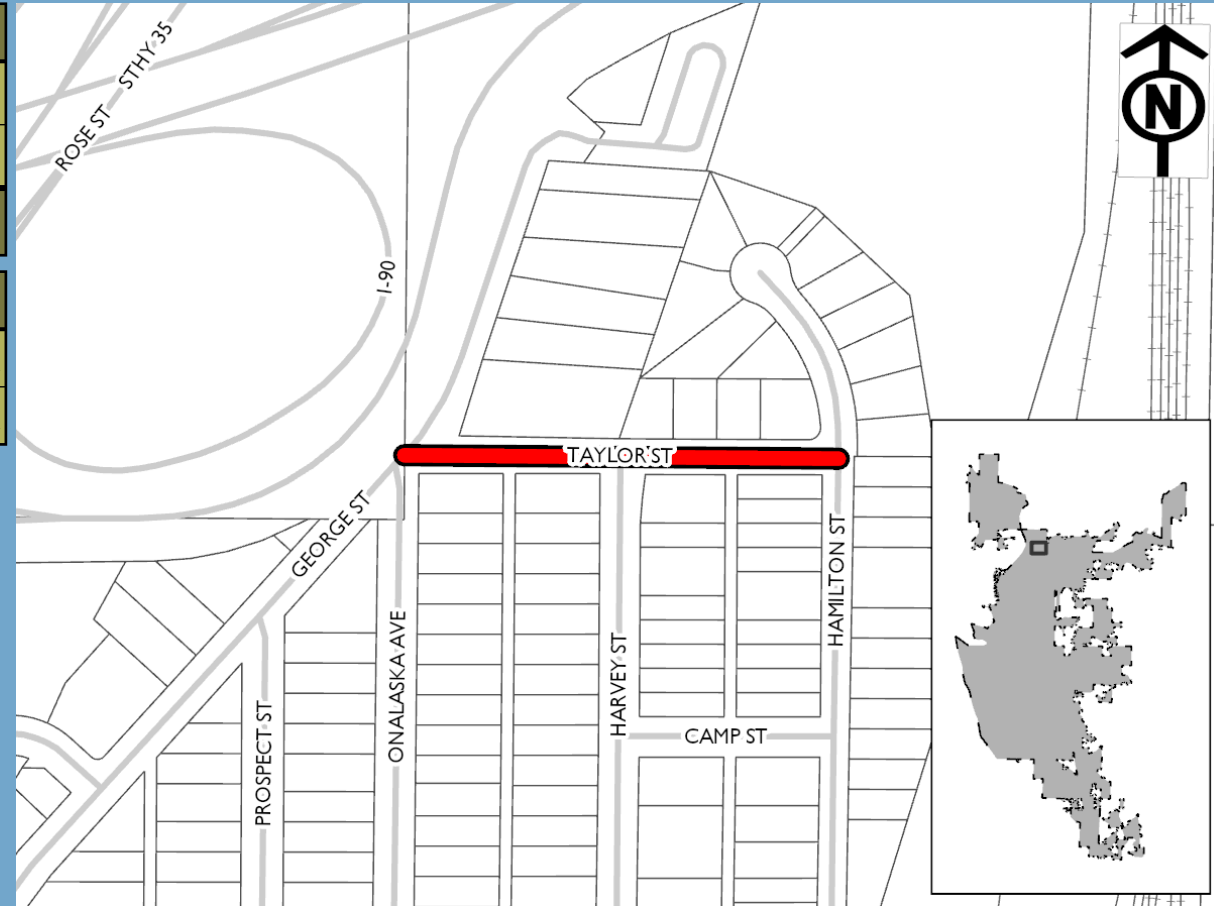 STHY 35
ROSE ST
N
I-90
TAYLOR ST
GEORGE ST
HAMILTON ST
ONALASKA AVE
HARVEY ST
PROSPECT ST
CAMP ST